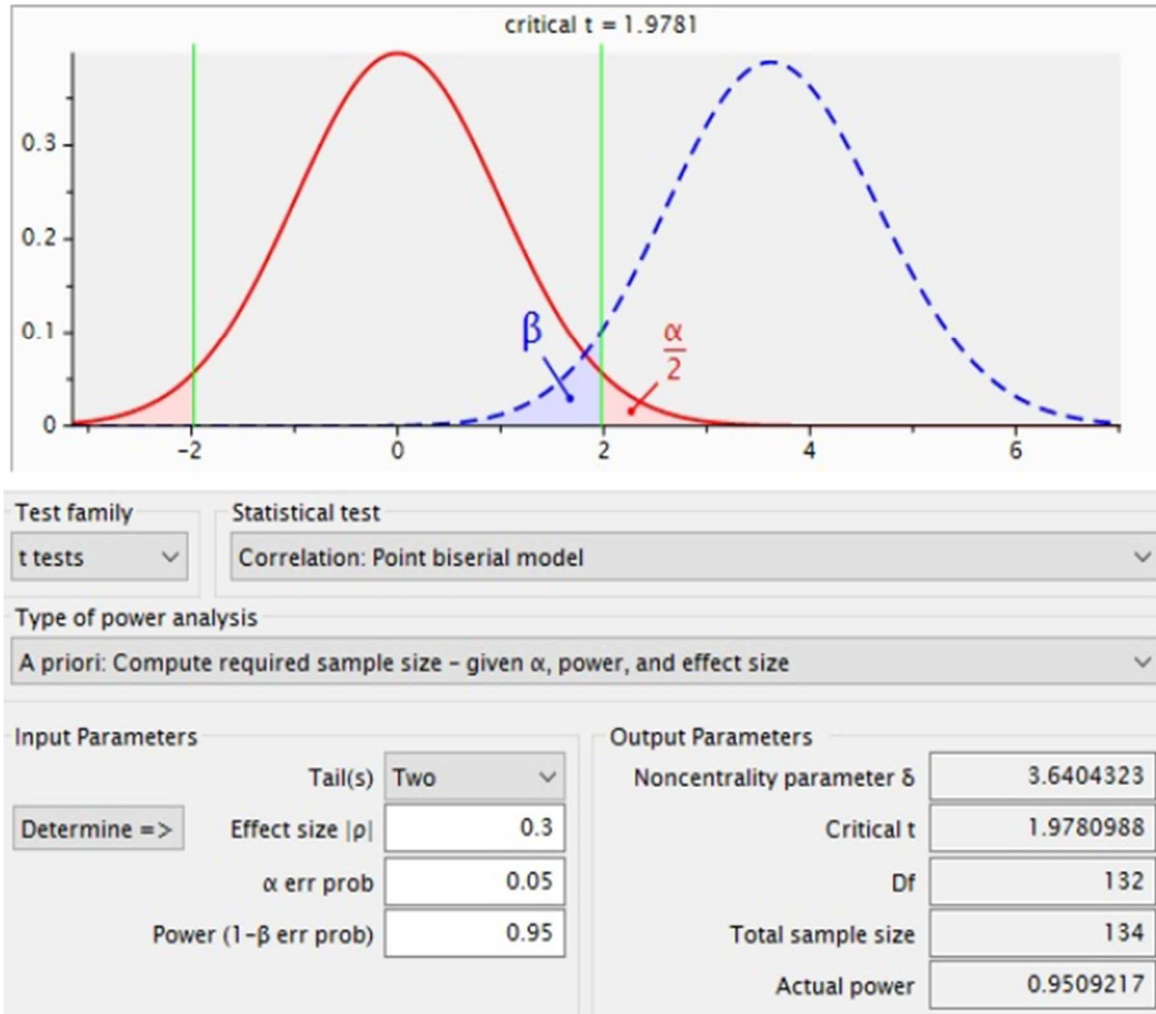 critical t = 1.9781
0.3
0.2
0.1
0
β
α
2
-2 0 2 4 6
Test family
Statistical test
t tests
Correlation: Point biserial model
Type of power analysis
A priori: Compute required sample size – given α, power, and effect size
Input Parameters
Output Parameters
Tail(s) Two
Noncentrality parameter δ 3.6404323
Determine => Effect size |ρ| 0.3
Critical t 1.9780988
α err prob 0.05
Df 132
Power (1–β err prob) 0.95
Total sample size 134
Actual power 0.9509217